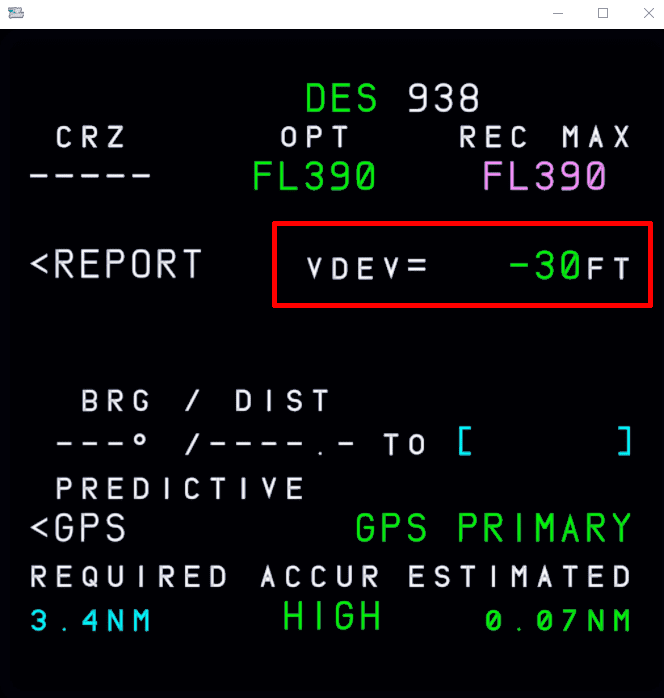 DES 938
CRZ OPT REC MAX
----- FL390 FL390
<REPORT VDEV= -30FT
BRG / DIST
---° /----.- TO [ ]
PREDICTIVE
<GPS GPS PRIMARY
REQUIRED ACCUR ESTIMATED
3.4NM HIGH 0.07NM